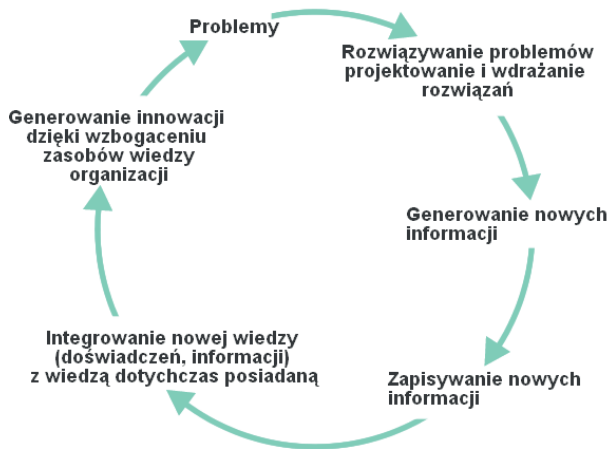 Problemy
Rozwiązywanie problemów
projektowanie i wdrażanie
rozwiązań
Generowanie nowych
informacji
Zapisywanie nowych
informacji
Integrowanie nowej wiedzy
(doświadczeń, informacji)
z wiedzą dotychczas posiadaną
Generowanie innowacji
dzięki wzbogaceniu
zasobów wiedzy
organizacji